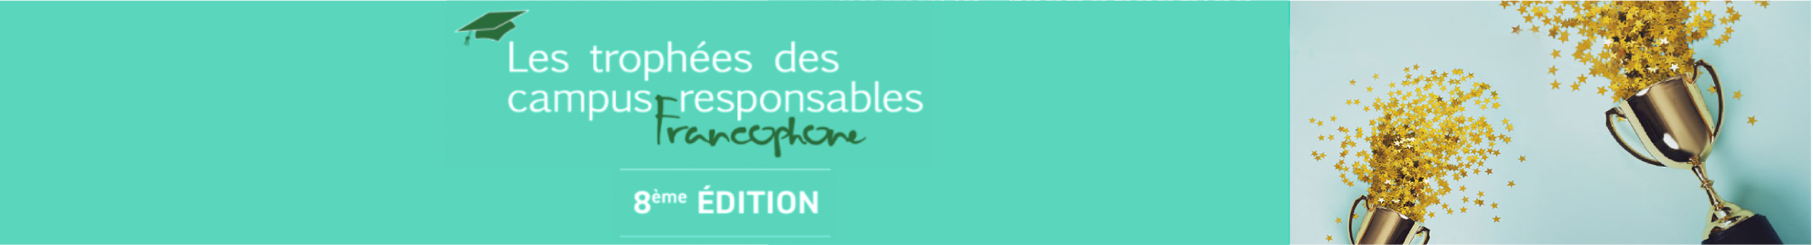 Les trophées des
campus responsables
Francophone
8ème ÉDITION